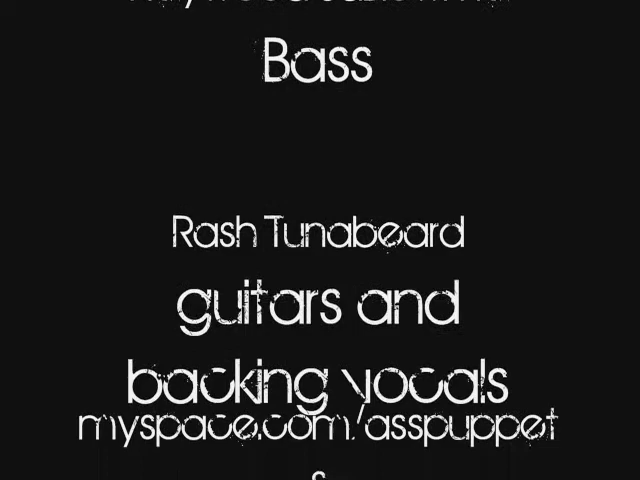 Bass
Rash Tunabeard
guitars and
backing vocals
myspace.com/asspuppet
s